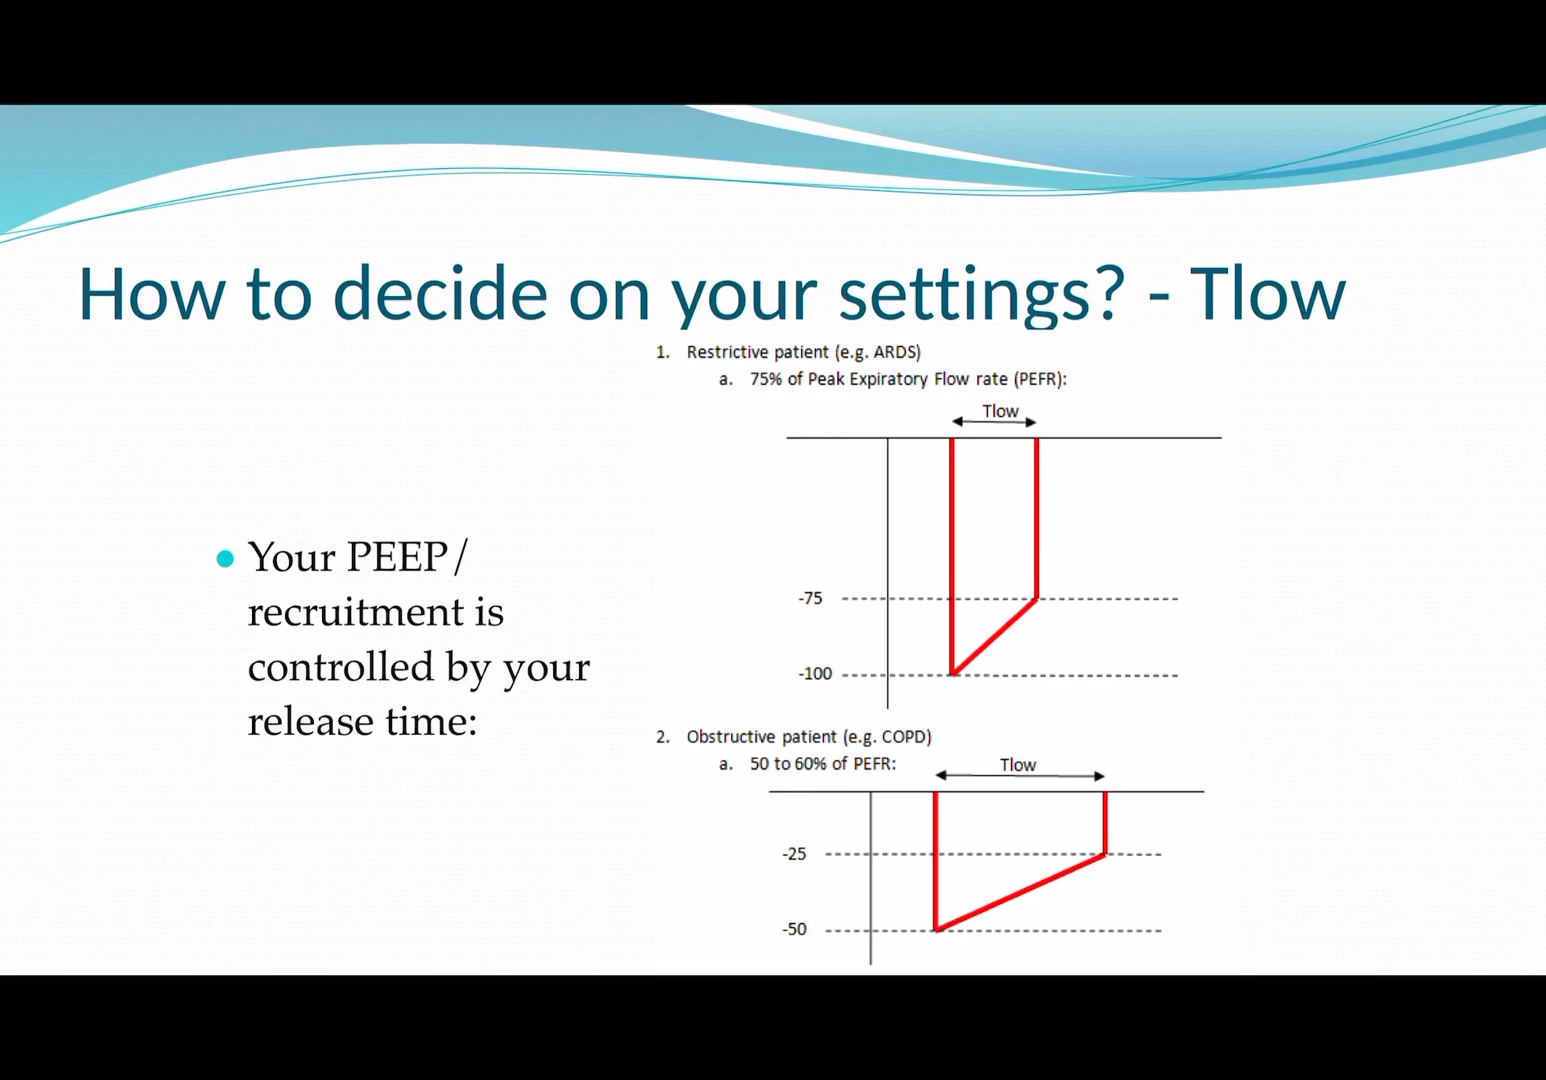 How to decide on your settings? - Tlow
• Your PEEP/
recruitment is
controlled by your
release time:
1. Restrictive patient (e.g. ARDS)
a. 75% of Peak Expiratory Flow rate (PEFR):
Tlow
-75
-100
2. Obstructive patient (e.g. COPD)
a. 50 to 60% of PEFR:
Tlow
-25
-50